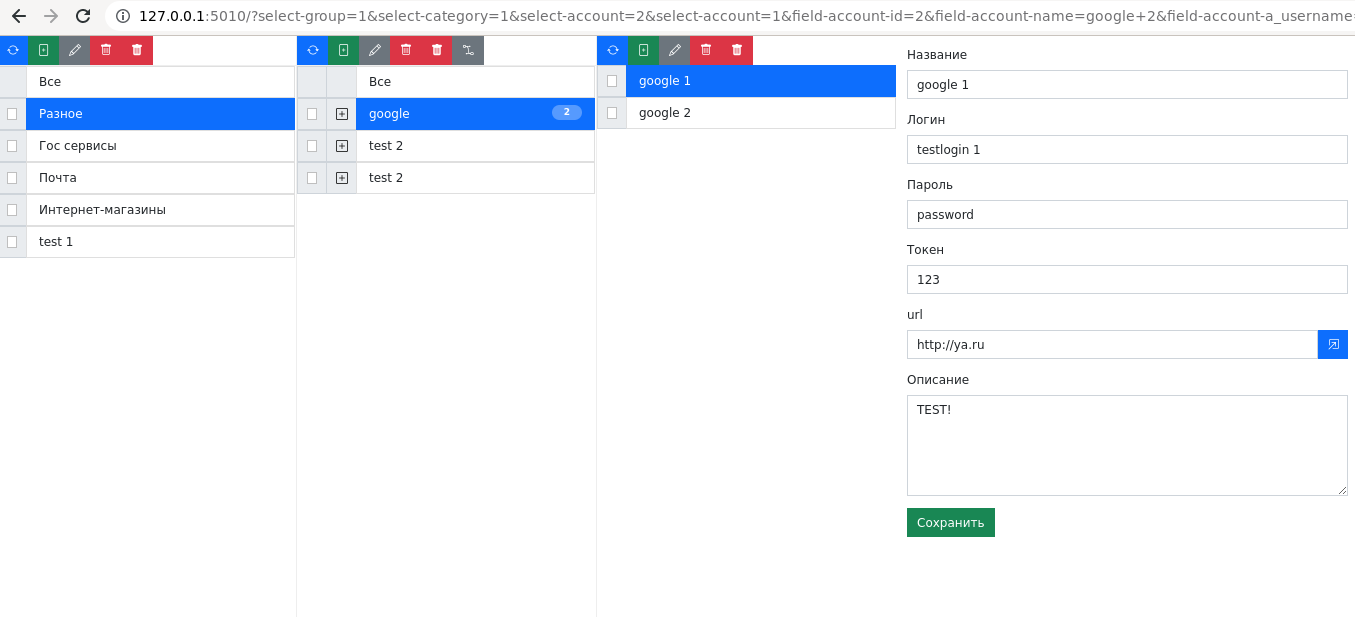 127.0.0.1:5010/?select-group=1&select-category=1&select-account=2&select-account=1&field-account-id=2&field-account-name=google+2&field-account-a_username
Все
Разное
Гос сервисы
Почта
Интернет-магазины
test 1
Все
google 2
test 2
test 2
google 1
google 2
Название
google 1
Логин
testlogin 1
Пароль
password
Токен
123
url
http://ya.ru
Описание
TEST!
Сохранить